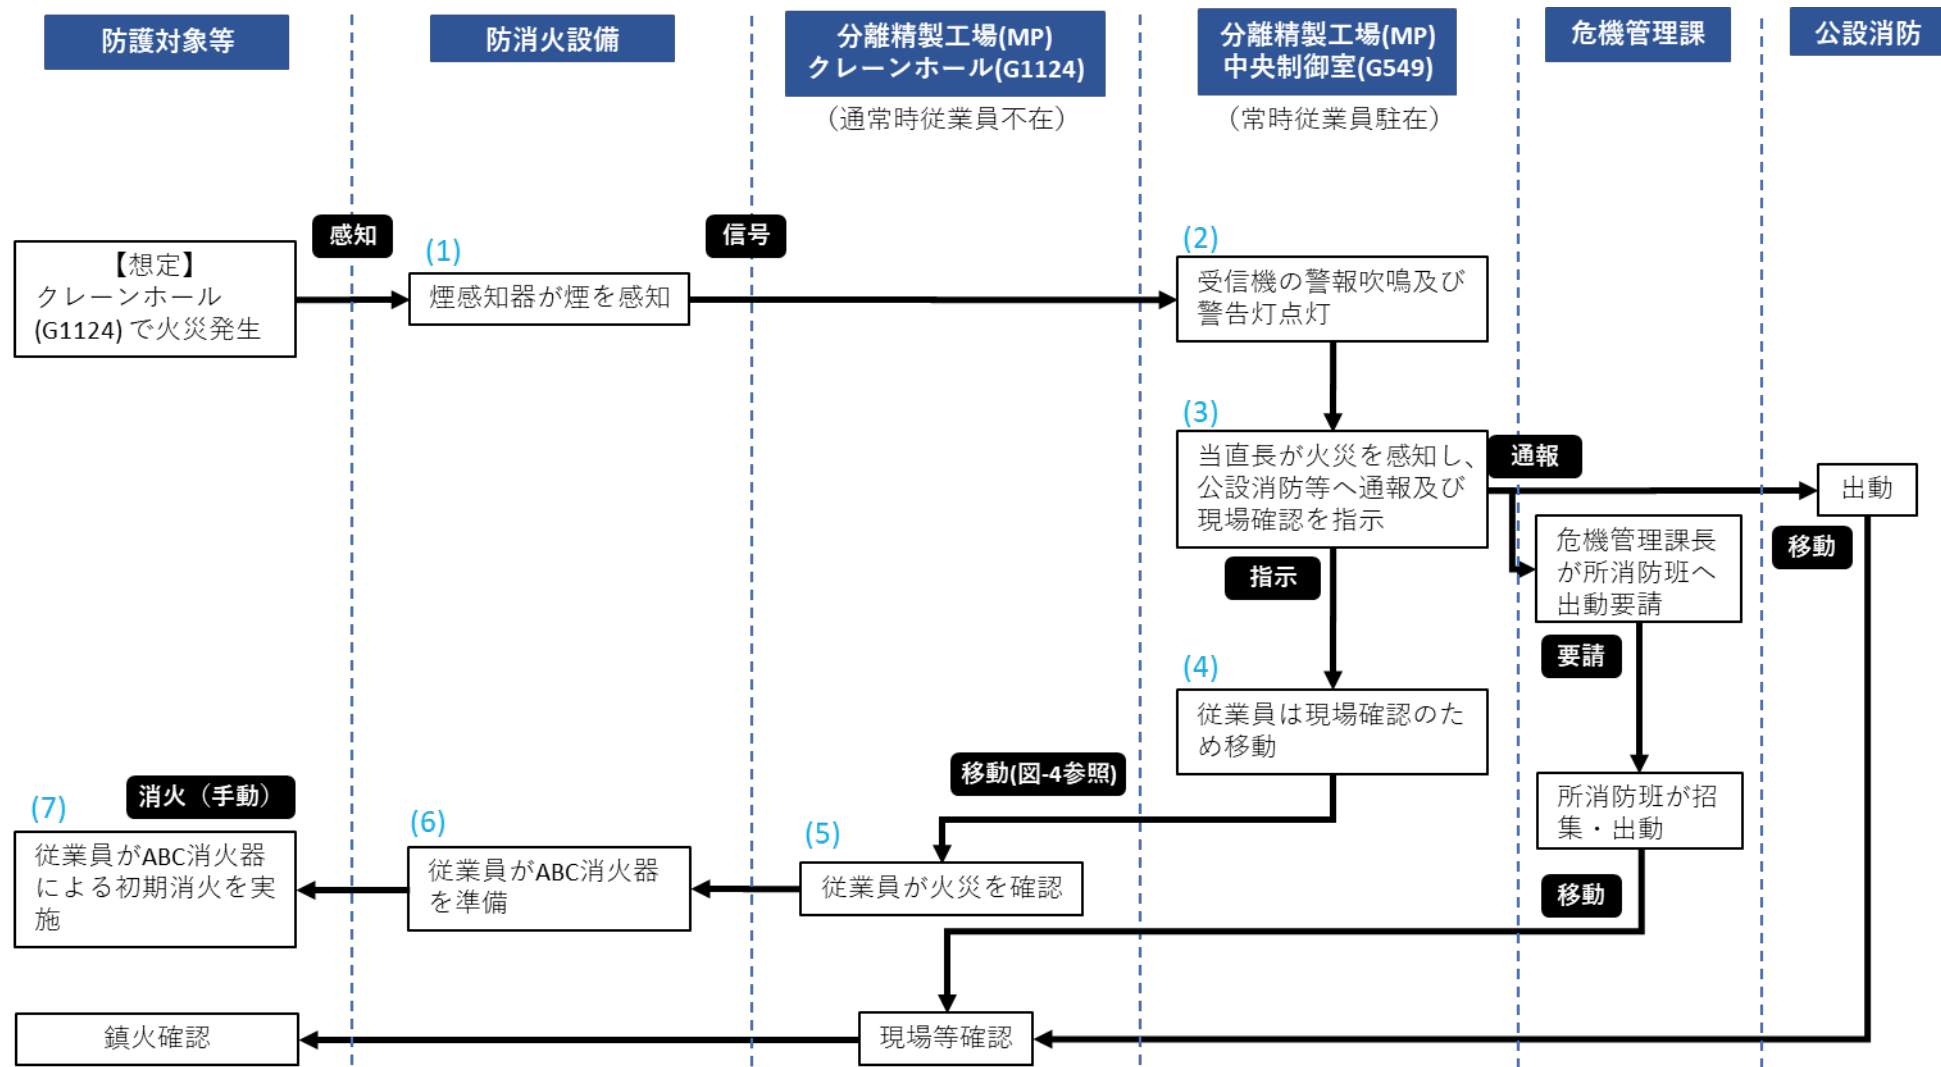 防護対象等
防消火設備
分離精製工場(MP)
クレーンホール(G1124)
（通常時従業員不在）
分離精製工場(MP)
中央制御室(G549)
（常時従業員駐在）
危機管理課
公設消防
【想定】
クレーンホール
(G1124) で火災発生
感知
(1)
煙感知器が煙を感知
信号
(2)
受信機の警報吹鳴及び
警告灯点灯
(3)
当直長が火災を感知し、
公設消防等へ通報及び
現場確認を指示
通報
出動
移動
危機管理課長
が所消防班へ
出動要請
指示
要請
(4)
従業員は現場確認のた
め移動
移動(図-4参照)
所消防班が招
集・出動
移動
(5)
従業員が火災を確認
(6)
従業員がABC消火器
を準備
消火（手動）
(7)
従業員がABC消火器
による初期消火を実
施
現場等確認
鎮火確認